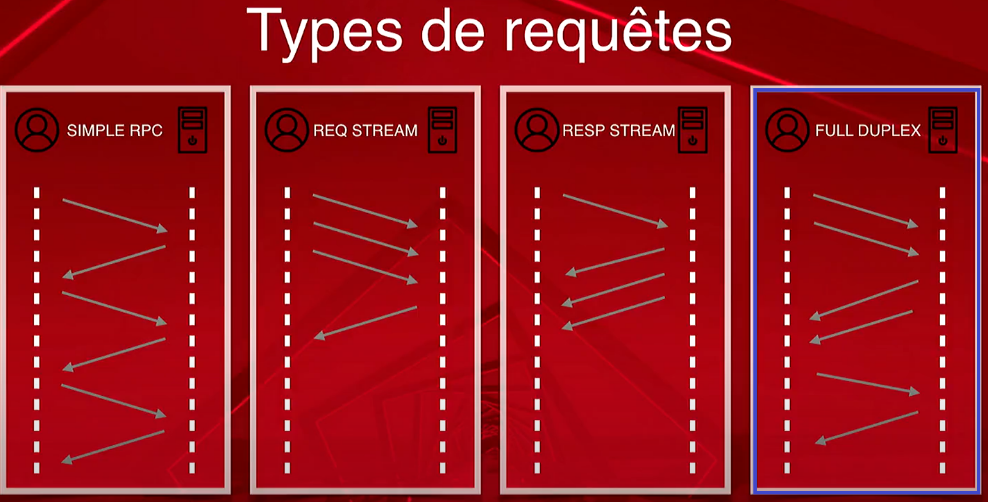 Types de requêtes
SIMPLE RPC
REQ STREAM
RESP STREAM
FULL DUPLEX